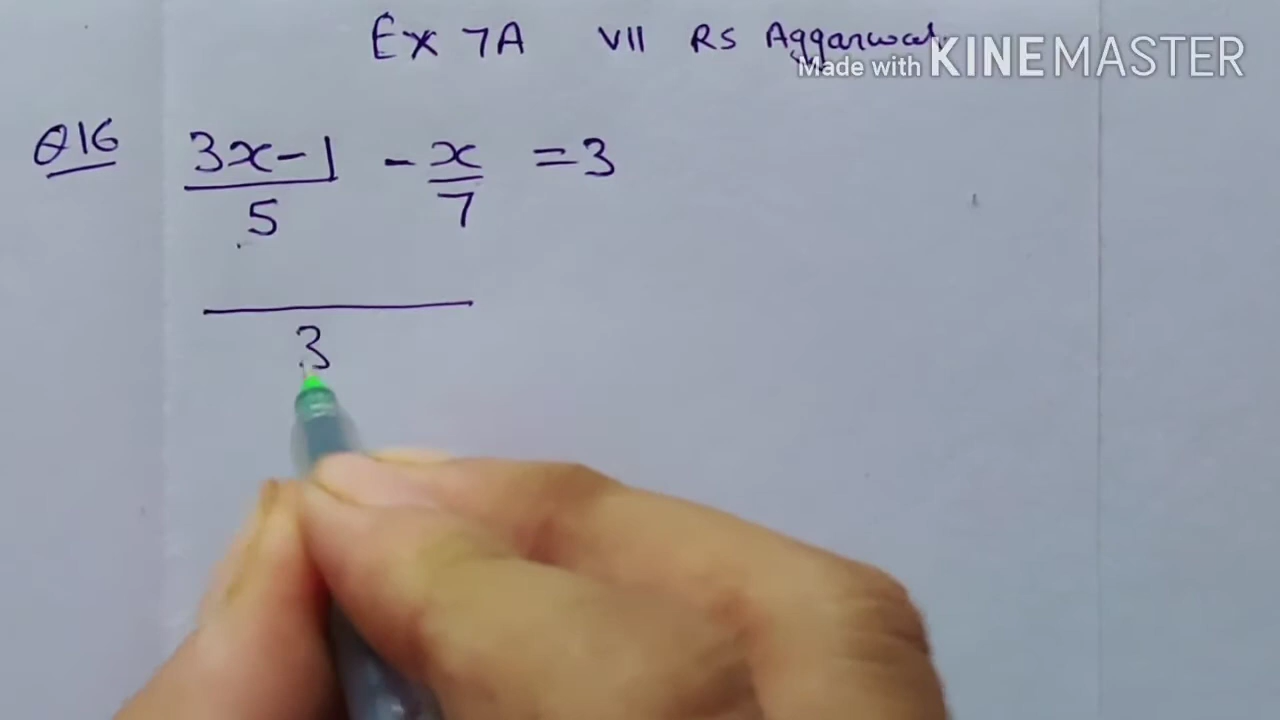 Ex 7A VII RS Aggarwal
Made with KINEMASTER
Q16 3x-1 - x =3
5 7
3